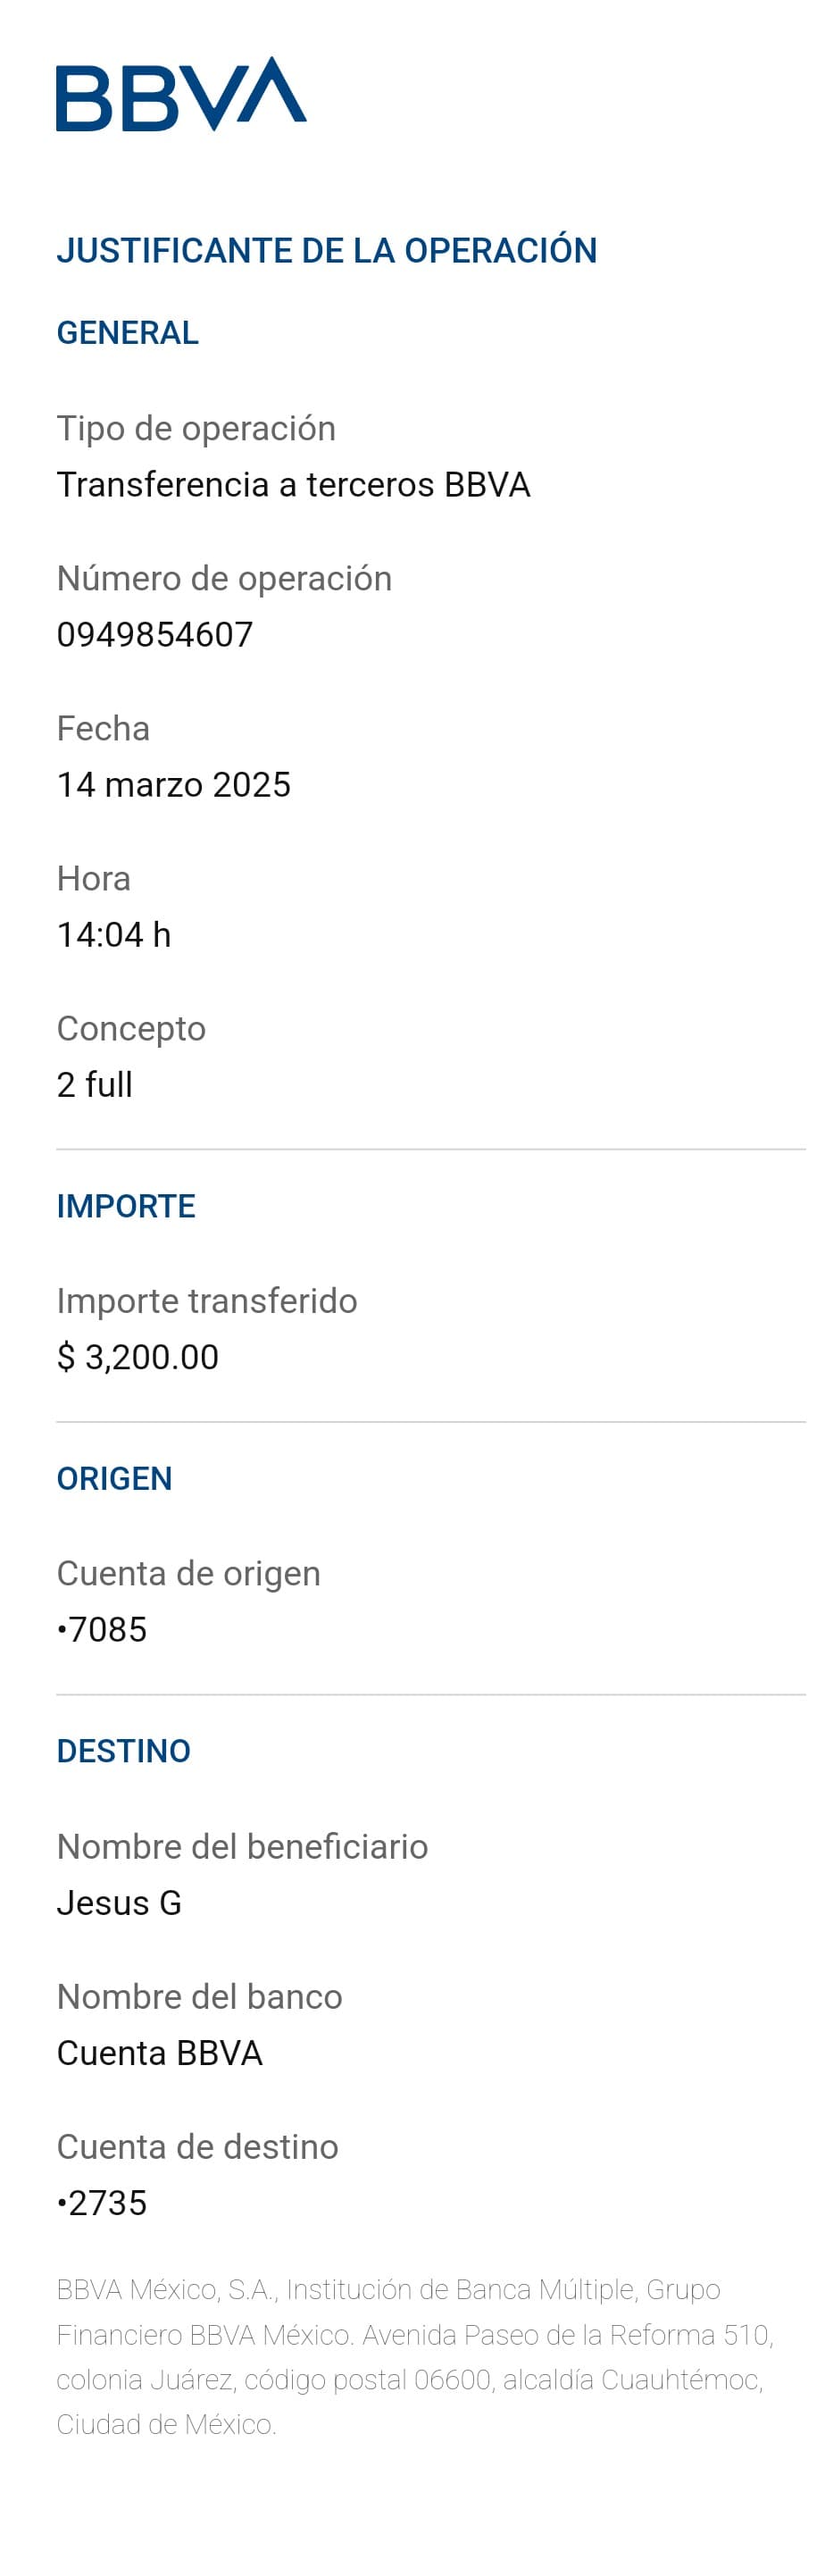 BBVA
JUSTIFICANTE DE LA OPERACIÓN
GENERAL
Tipo de operación
Transferencia a terceros BBVA
Número de operación
0949854607
Fecha
14 marzo 2025
Hora
14:04 h
Concepto
2 full
IMPORTE
Importe transferido
$ 3,200.00
ORIGEN
Cuenta de origen
•7085
DESTINO
Nombre del beneficiario
Jesus G
Nombre del banco
Cuenta BBVA
Cuenta de destino
•2735
BBVA México, S.A., Institución de Banca Múltiple, Grupo
Financiero BBVA México. Avenida Paseo de la Reforma 510,
colonia Juárez, código postal 06600, alcaldía Cuauhtémoc,
Ciudad de México.